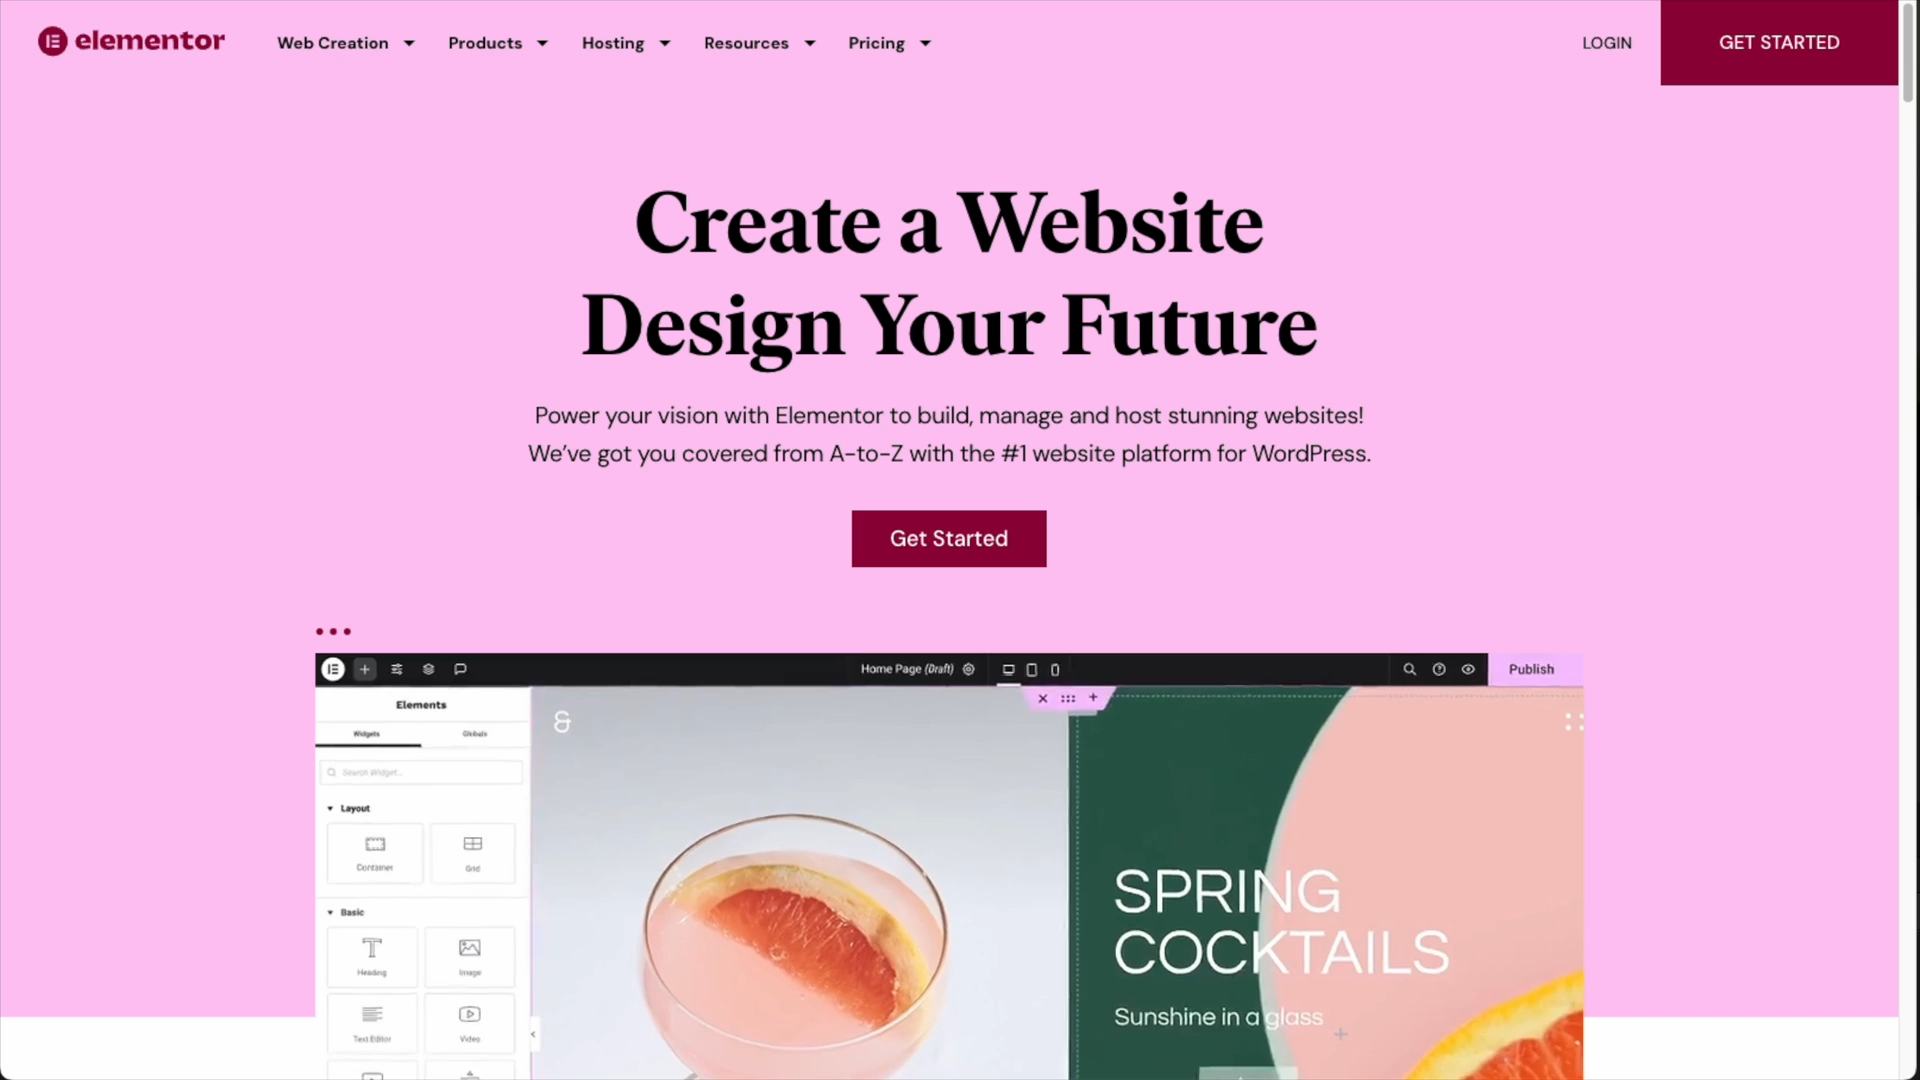 elementor
Web Creation
Products
Hosting
Resources
Pricing
LOGIN
GET STARTED
Create a Website
Design Your Future
Power your vision with Elementor to build, manage and host stunning websites!
We’ve got you covered from A-to-Z with the #1 website platform for WordPress.
Get Started
Home Page (Draft)
Publish
Elements
Widgets
Globals
Search Widget...
Layout
Container
Grid
Basic
Heading
Image
Text Editor
Video
&
SPRING
COCKTAILS
Sunshine in a glass